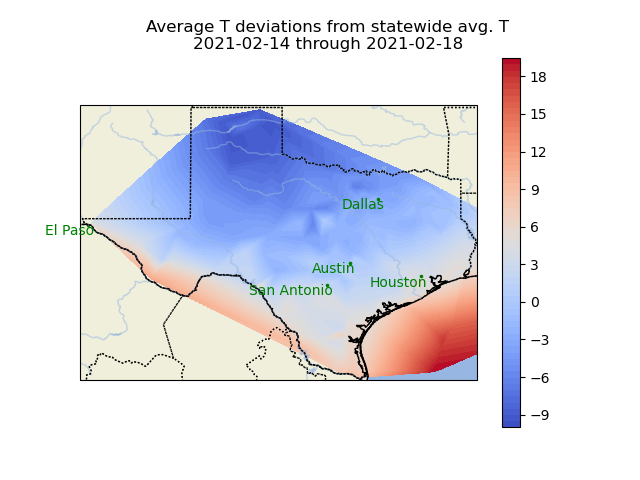 Average T deviations from statewide avg. T
2021-02-14 through 2021-02-18
18
15
12
9
6
3
0
−3
−6
−9
Dallas
El Paso
Austin
Houston
San Antonio